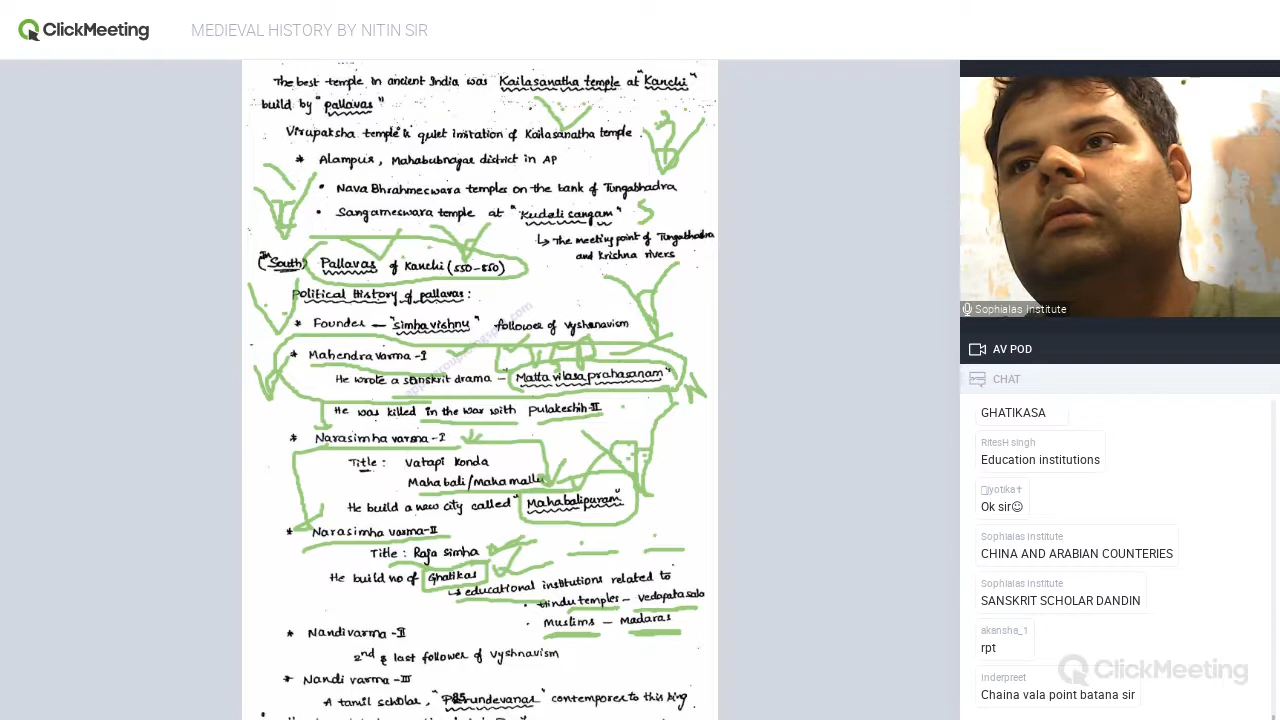 ClickMeeting
MEDIEVAL HISTORY BY NITIN SIR
The best temple in ancient India was Kailasanatha temple at "Kanchi"
build by "pallavas"
Virupaksha temple is quiet imitation of Kailasanatha temple.
* Alampur, Mahabubnagar district in AP
• Nava Bhrahmeswara temples on the bank of Tungabhadra
• Sangameswara temple at "Kudali sangam"
↳ The meeting point of Tungabhadra
and Krishna rivers
(In South) Pallavas of Kanchi (550-850)
Political History of pallavas:
* Founder — "simhavishnu" follower of vyshanavism
* Mahendra varma-I
He wrote a sanskrit drama — "Matta vilasa prahasanam"
He was killed in the war with pulakeshin-II
* Narasimha varma-I
Title: Vatapi Konda
Mahabali/Mahamalla
He build a new city called "Mahabalipuram"
* Narasimha varma-II
Title: Raja simha
He build no of Ghatikas
↳ educational institutions related to
• Hindu temples — vedapatasala
• Muslims — Madaras
* Nandivarma-II
2nd & last follower of vyshnavism
* Nandi varma-III
A tamil scholar, "Perundevanar" contempores to this king
85
Sophialas Institute
AV POD
CHAT
GHATIKASA
RitesH singh
Education institutions
yotika✝
Ok sir☺
Sophialas Institute
CHINA AND ARABIAN COUNTERIES
Sophialas Institute
SANSKRIT SCHOLAR DANDIN
akansha_1
rpt
Inderpreet
Chaina vala point batana sir
ClickMeeting